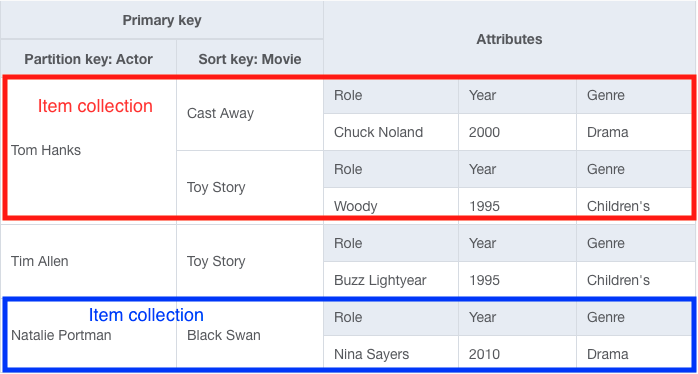 Primary key
Attributes
Partition key: Actor Sort key: Movie
Item collection
Tom Hanks
Cast Away
Role Year Genre
Chuck Noland 2000 Drama
Toy Story
Role Year Genre
Woody 1995 Children's
Tim Allen
Toy Story
Role Year Genre
Buzz Lightyear 1995 Children's
Item collection
Natalie Portman
Black Swan
Role Year Genre
Nina Sayers 2010 Drama